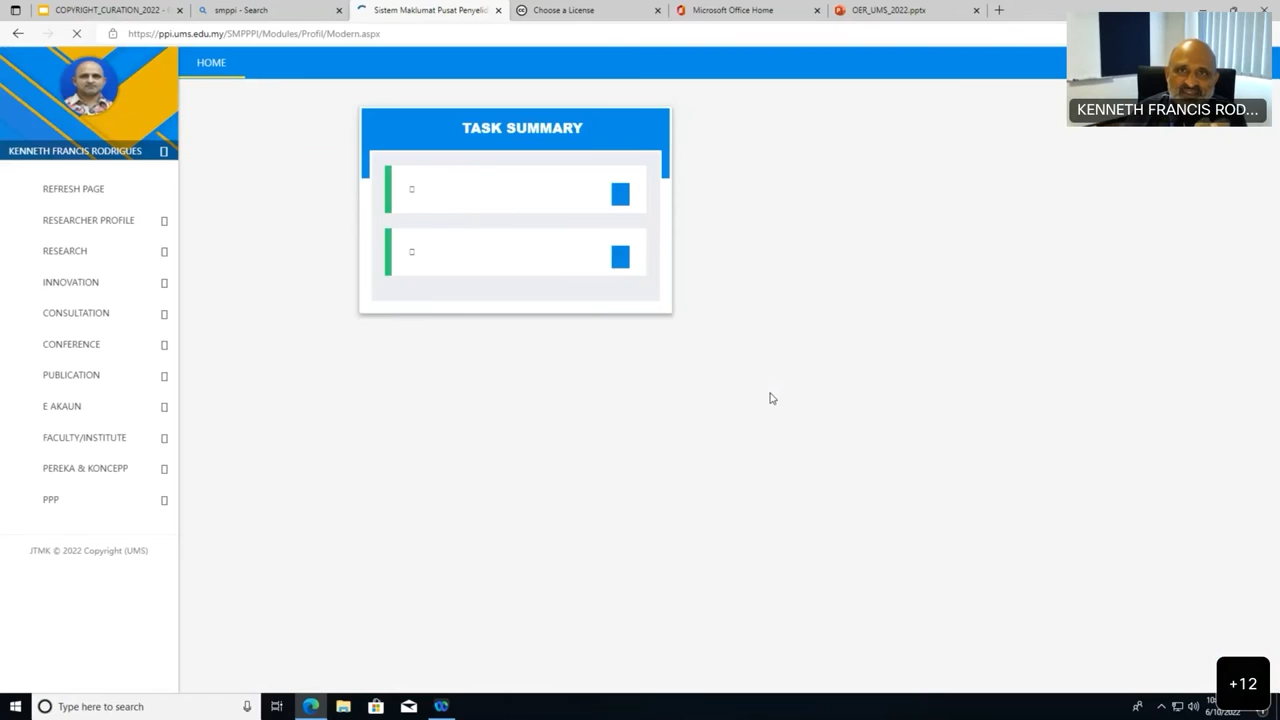 COPYRIGHT_CURATION_2022 -
smppi - Search
Sistem Maklumat Pusat Penyelid
Choose a License
Microsoft Office Home
OER_UMS_2022.pptx
https://ppi.ums.edu.my/SMPPPI/Modules/Profil/Modern.aspx
HOME
KENNETH FRANCIS ROD...
TASK SUMMARY
KENNETH FRANCIS RODRIGUES
REFRESH PAGE
RESEARCHER PROFILE
RESEARCH
INNOVATION
CONSULTATION
CONFERENCE
PUBLICATION
E AKAUN
FACULTY/INSTITUTE
PEREKA & KONCEPP
PPP
JTMK © 2022 Copyright (UMS)
+12
Type here to search
6/10/2022